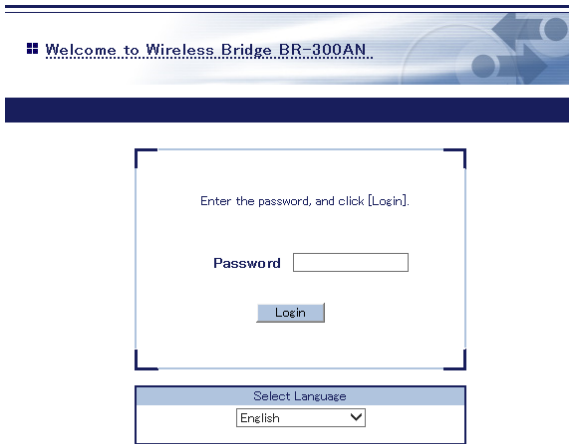 Welcome to Wireless Bridge BR-300AN
Enter the password, and click [Login].
Password
Login
Select Language
English